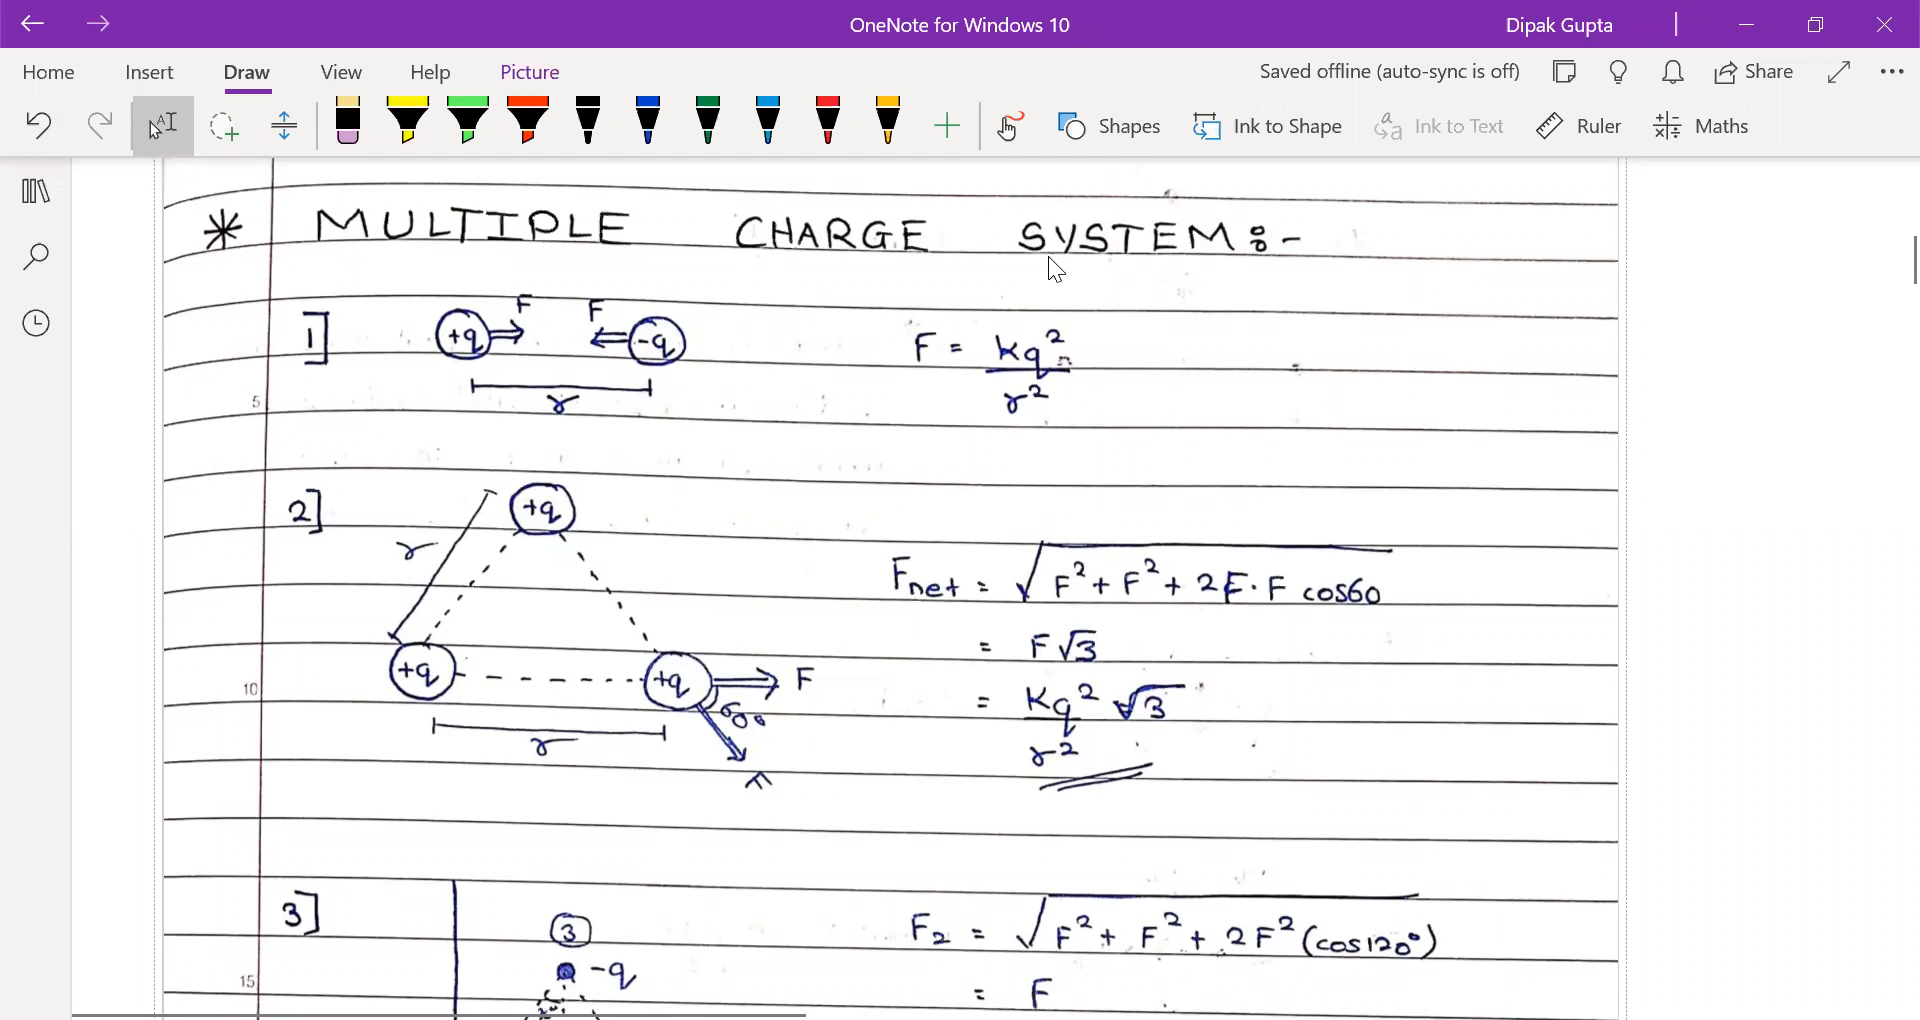 OneNote for Windows 10
Dipak Gupta
Home Insert Draw View Help Picture
Saved offline (auto-sync is off)
Share
Shapes Ink to Shape Ink to Text Ruler Maths
* MULTIPLE CHARGE SYSTEM:-
1]
F F
+q -q
r
F = kq²
r²
5
2]
+q
r
+q +q F
60°
r
F
Fnet = √F² + F² + 2F·F cos60
= F√3
= Kq² √3
r²
10
3]
3
-q
F₂ = √F² + F² + 2F² (cos120°)
= F
15